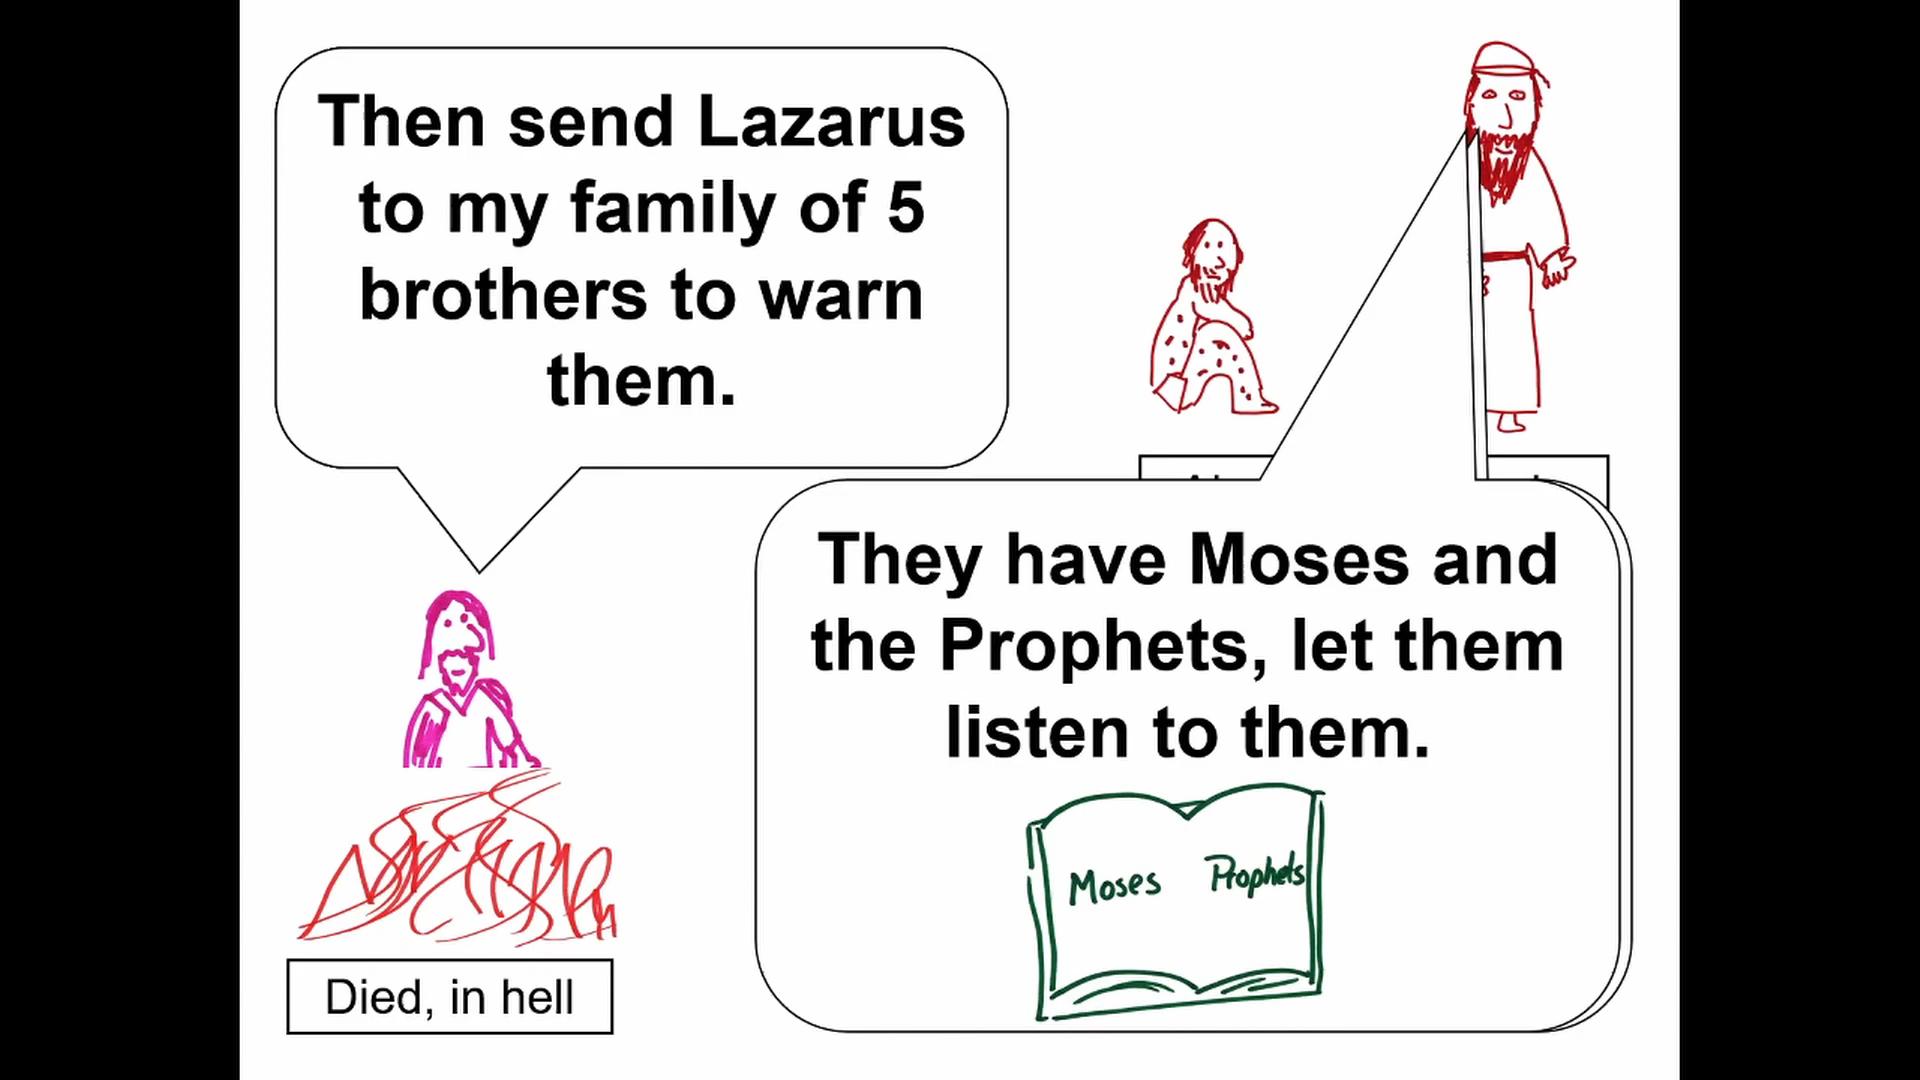 Then send Lazarus
to my family of 5
brothers to warn
them.
They have Moses and
the Prophets, let them
listen to them.
Moses Prophets
Died, in hell